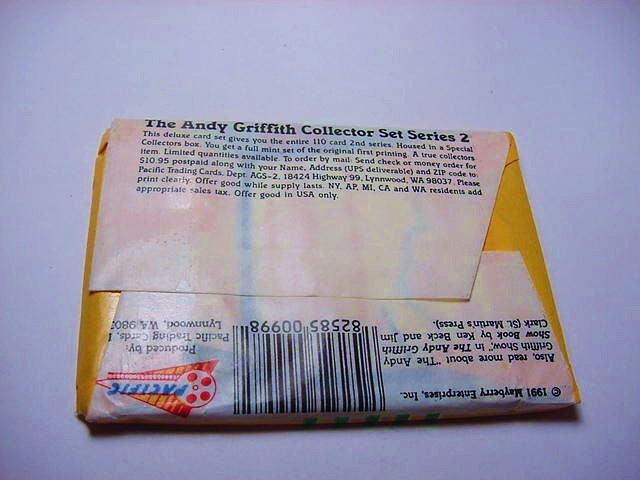 The Andy Griffith Collector Set Series 2
This deluxe card set gives you the entire 110 card 2nd series. Housed in a Special
Collectors box. You get a full mint set of the original first printing. A true collectors
item. Limited quantities available. To order by mail: Send check or money order for
$10.95 postpaid along with your Name, Address (UPS deliverable) and ZIP code to:
Pacific Trading Cards, Dept. AGS-2, 18424 Highway 99, Lynnwood, WA 98037. Please
print clearly. Offer good while supply lasts. NY, AP, MI, CA and WA residents add
appropriate sales tax. Offer good in USA only.
© 1991 Mayberry Enterprises, Inc.
Also, read more about "The Andy
Griffith Show," in The Andy Griffith
Show Book by Ken Beck and Jim
Clark (St. Martin's Press).
82585 00998
PACIFIC
Produced by:
Pacific Trading Cards, I
Lynnwood, WA 9803